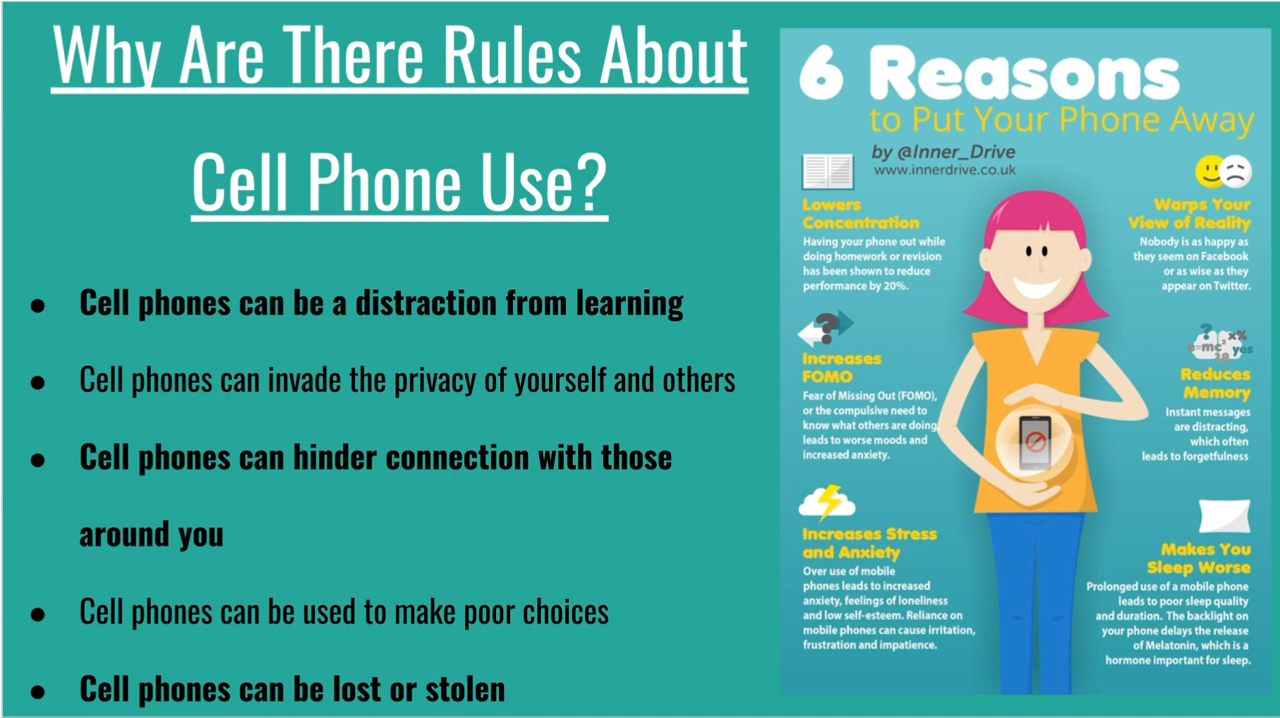 Why Are There Rules About
Cell Phone Use?
● Cell phones can be a distraction from learning
● Cell phones can invade the privacy of yourself and others
● Cell phones can hinder connection with those
around you
● Cell phones can be used to make poor choices
● Cell phones can be lost or stolen
6 Reasons
to Put Your Phone Away
by @Inner_Drive
www.innerdrive.co.uk
Lowers
Concentration
Having your phone out while
doing homework or revision
has been shown to reduce
performance by 20%.
Increases
FOMO
Fear of Missing Out (FOMO),
or the compulsive need to
know what others are doing,
leads to worse moods and
increased anxiety.
Increases Stress
and Anxiety
Over use of mobile
phones leads to increased
anxiety, feelings of loneliness
and low self-esteem. Reliance on
mobile phones can cause irritation,
frustration and impatience.
Warps Your
View of Reality
Nobody is as happy as
they seem on Facebook
or as wise as they
appear on Twitter.
?
x%
e=mc²
yes
18
Reduces
Memory
Instant messages
are distracting,
which often
leads to forgetfulness
Makes You
Sleep Worse
Prolonged use of a mobile phone
leads to poor sleep quality
and duration. The backlight on
your phone delays the release
of Melatonin, which is a
hormone important for sleep.